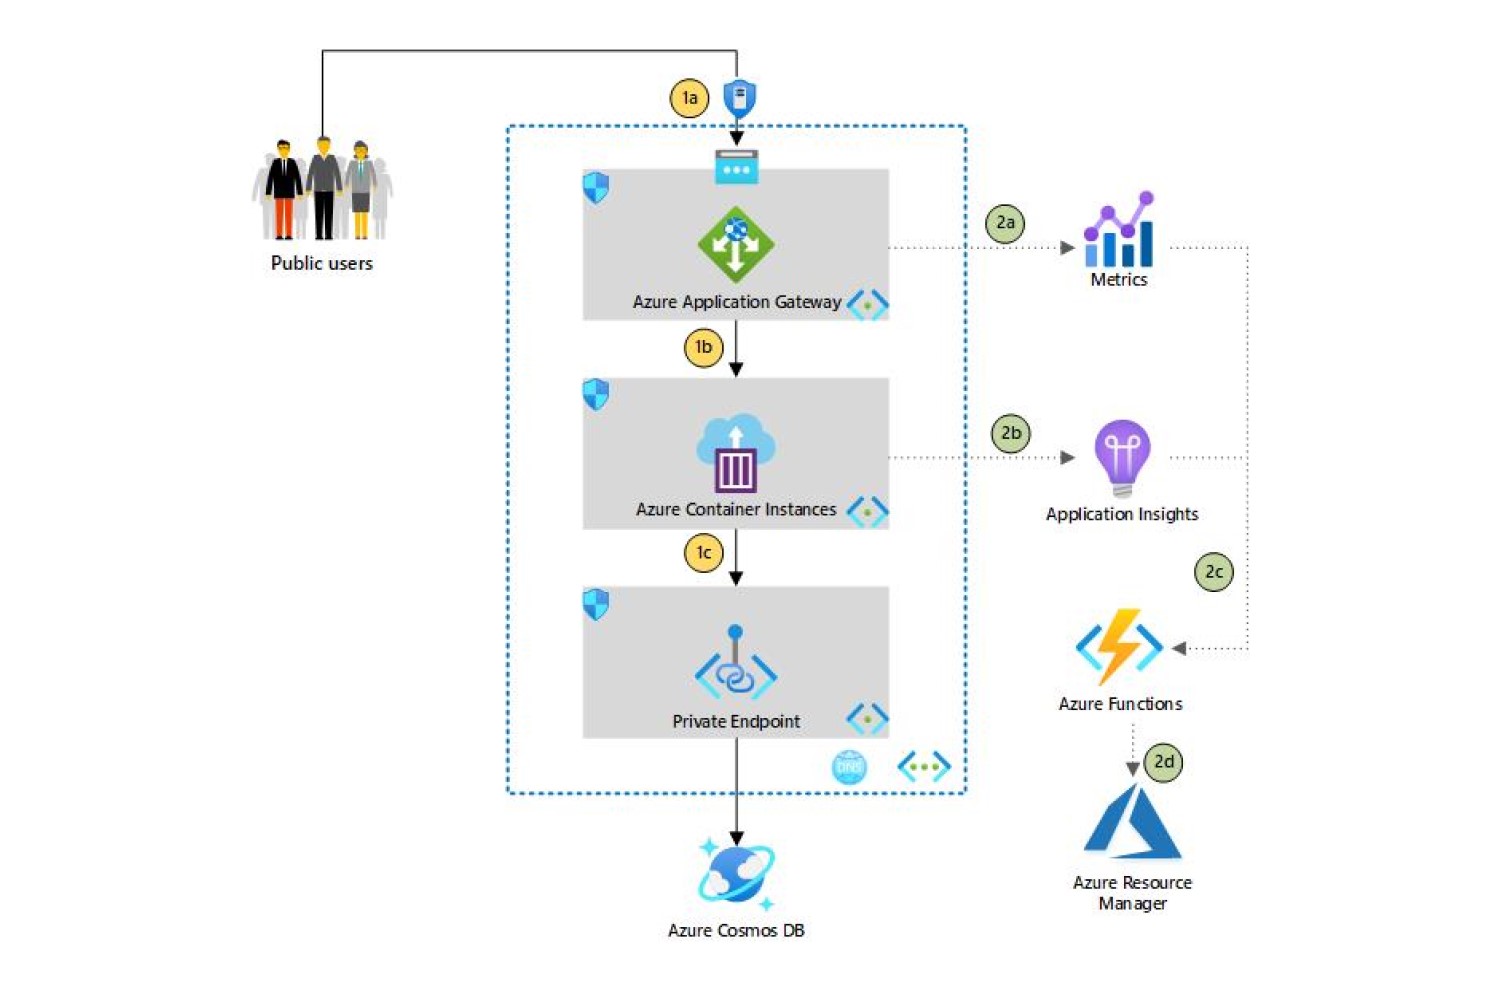 1a
Public users
Azure Application Gateway
2a
Metrics
1b
Azure Container Instances
2b
Application Insights
1c
2c
Private Endpoint
Azure Functions
DNS
2d
Azure Cosmos DB
Azure Resource
Manager